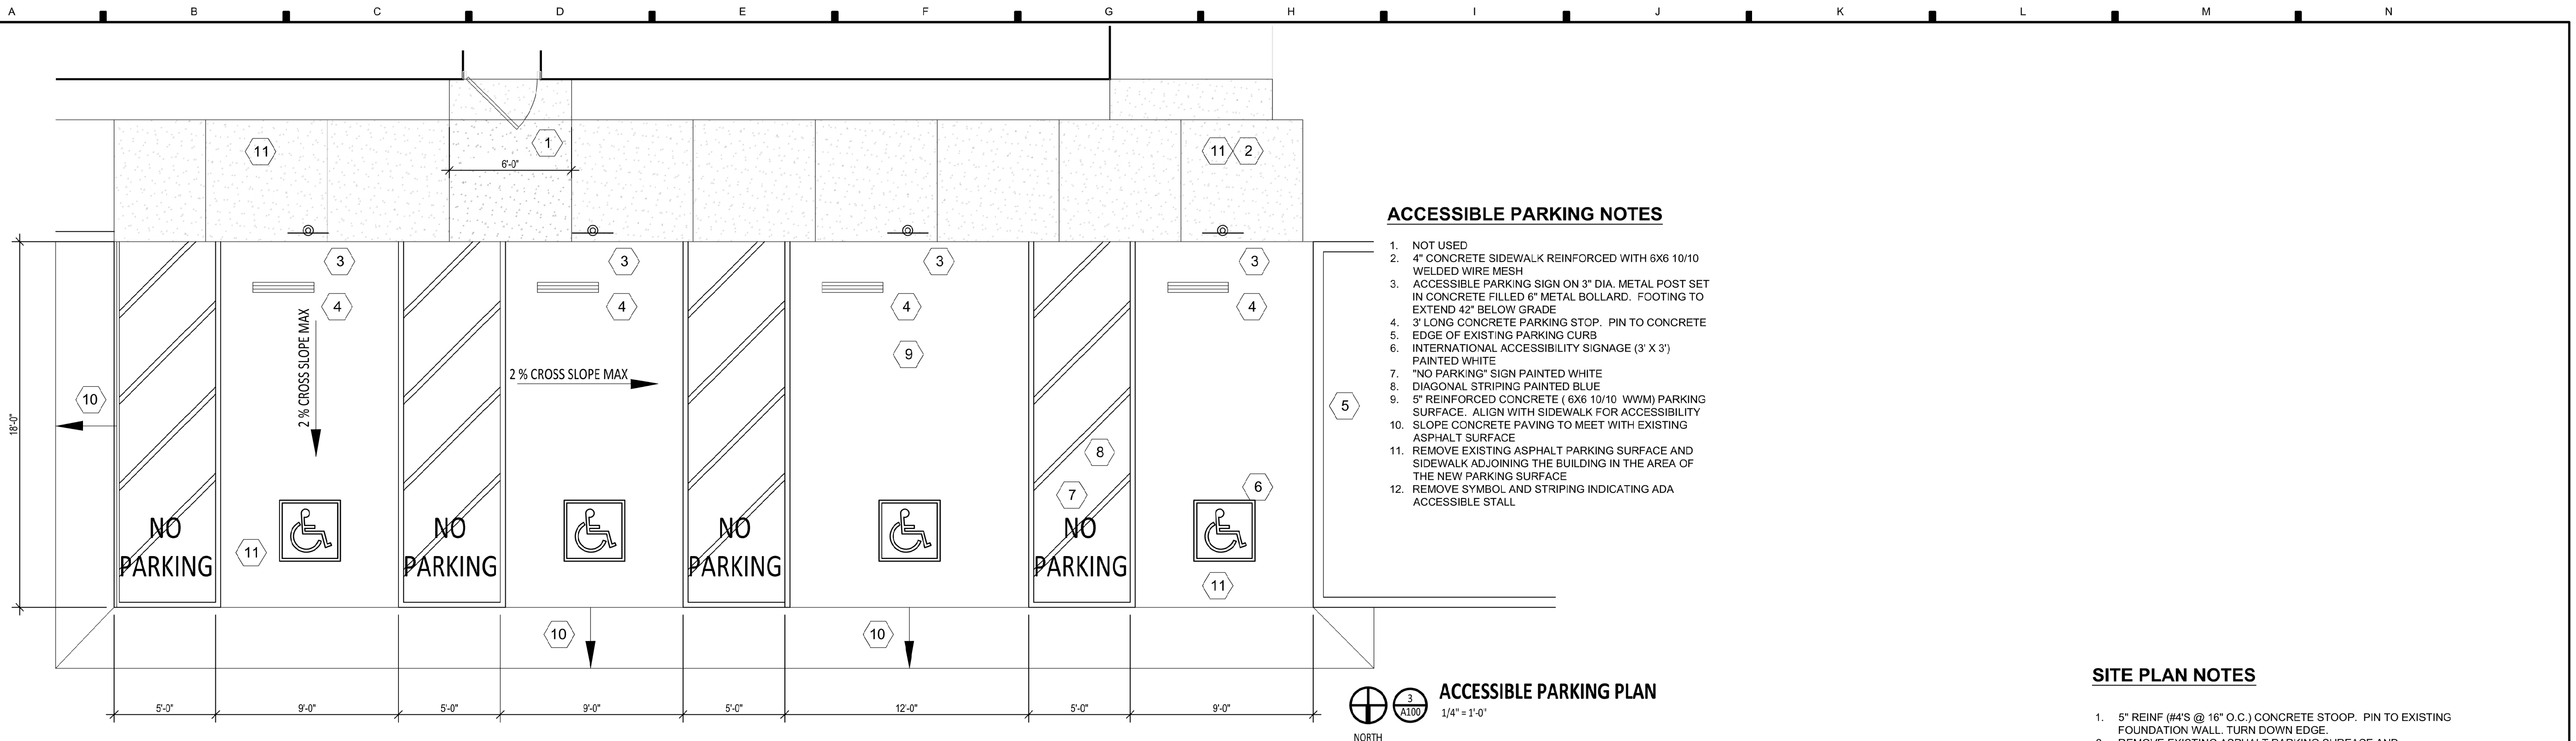 A B C D E F G H I J K L M N
11
1
11 2
6'-0"
3 3 3 3
4 4 4 4
9
2 % CROSS SLOPE MAX
2 % CROSS SLOPE MAX
10
5
18'-0"
8
7
6
NO PARKING
NO PARKING
NO PARKING
NO PARKING
11
11
10
10
5'-0" 9'-0" 5'-0" 9'-0" 5'-0" 12'-0" 5'-0" 9'-0"
ACCESSIBLE PARKING NOTES
1. NOT USED
2. 4" CONCRETE SIDEWALK REINFORCED WITH 6X6 10/10
WELDED WIRE MESH
3. ACCESSIBLE PARKING SIGN ON 3" DIA. METAL POST SET
IN CONCRETE FILLED 6" METAL BOLLARD. FOOTING TO
EXTEND 42" BELOW GRADE
4. 3' LONG CONCRETE PARKING STOP. PIN TO CONCRETE
5. EDGE OF EXISTING PARKING CURB
6. INTERNATIONAL ACCESSIBILITY SIGNAGE (3' X 3')
PAINTED WHITE
7. "NO PARKING" SIGN PAINTED WHITE
8. DIAGONAL STRIPING PAINTED BLUE
9. 5" REINFORCED CONCRETE ( 6X6 10/10 WWM) PARKING
SURFACE. ALIGN WITH SIDEWALK FOR ACCESSIBILITY
10. SLOPE CONCRETE PAVING TO MEET WITH EXISTING
ASPHALT SURFACE
11. REMOVE EXISTING ASPHALT PARKING SURFACE AND
SIDEWALK ADJOINING THE BUILDING IN THE AREA OF
THE NEW PARKING SURFACE
12. REMOVE SYMBOL AND STRIPING INDICATING ADA
ACCESSIBLE STALL
3
A100
ACCESSIBLE PARKING PLAN
1/4" = 1'-0"
NORTH
SITE PLAN NOTES
1. 5" REINF (#4'S @ 16" O.C.) CONCRETE STOOP. PIN TO EXISTING
FOUNDATION WALL. TURN DOWN EDGE.